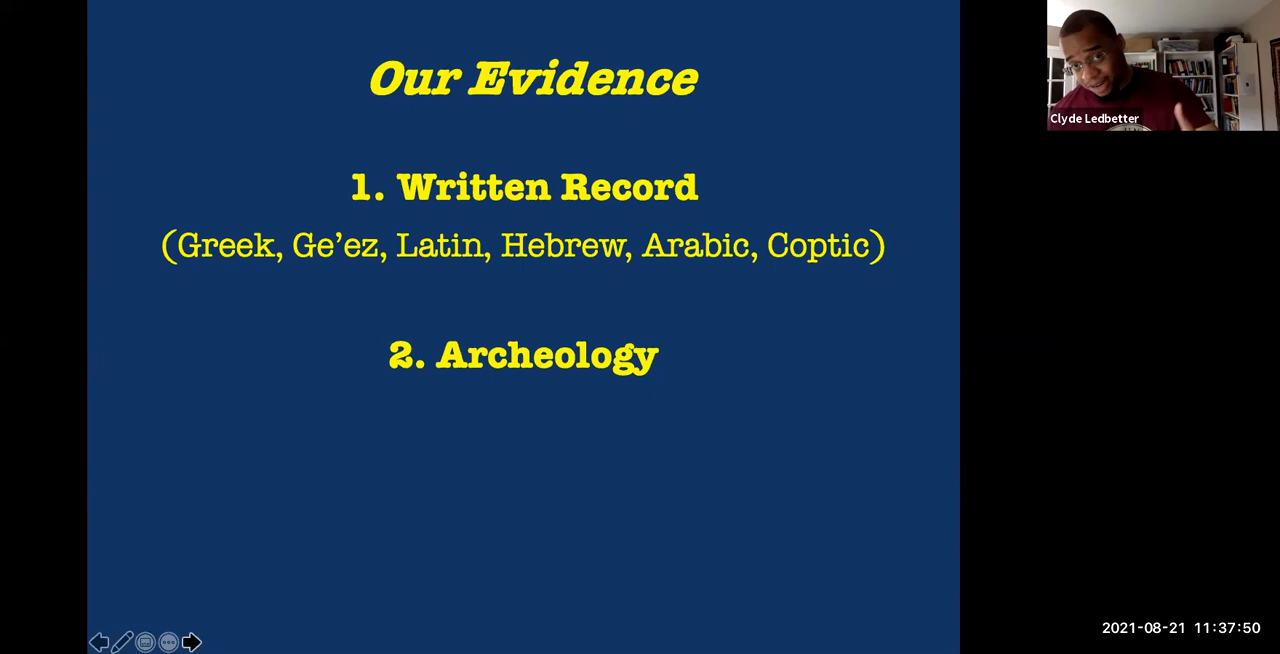 Our Evidence
1. Written Record
(Greek, Ge’ez, Latin, Hebrew, Arabic, Coptic)
2. Archeology
Clyde Ledbetter
2021-08-21 11:37:50